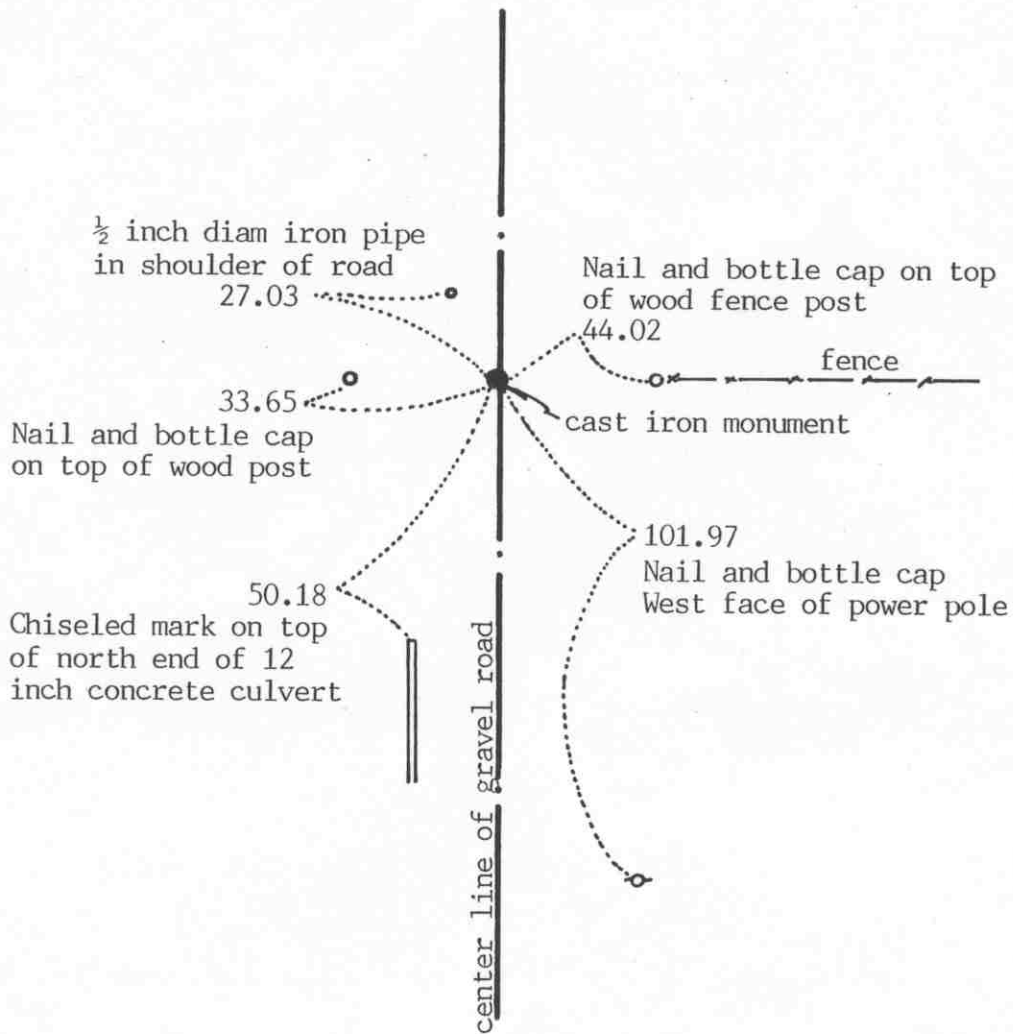 ½ inch diam iron pipe
in shoulder of road
27.03
Nail and bottle cap on top
of wood fence post
44.02
fence
33.65
Nail and bottle cap
on top of wood post
cast iron monument
101.97
Nail and bottle cap
West face of power pole
50.18
Chiseled mark on top
of north end of 12
inch concrete culvert
center line of gravel road